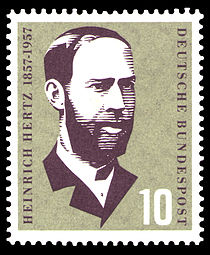 HEINRICH HERTZ 1857-1957
DEUTSCHE BUNDESPOST
10